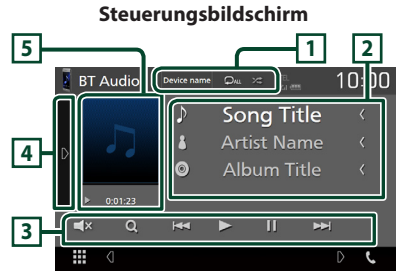 Steuerungsbildschirm
5
1
2
BT Audio
Device name
ALL
10:00
Song Title
Artist Name
Album Title
4
0:01:23
3